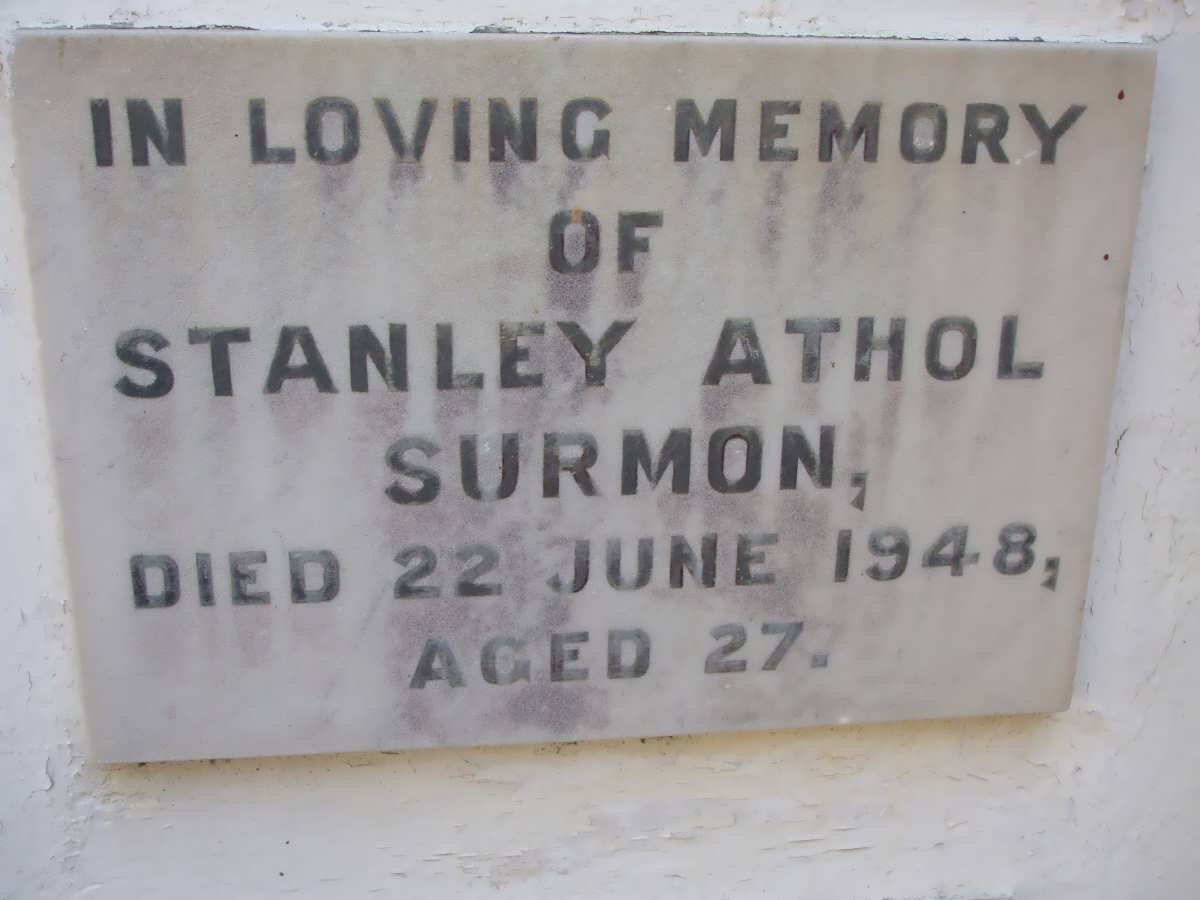 IN LOVING MEMORY
OF
STANLEY ATHOL
SURMON,
DIED 22 JUNE 1948,
AGED 27.